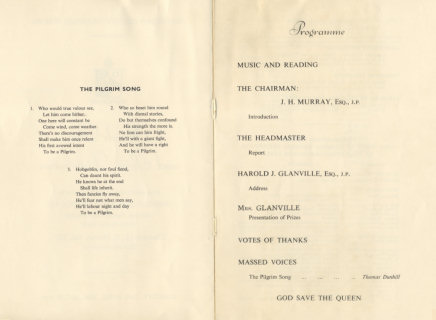 THE PILGRIM SONG
1. Who would true valour see,
Let him come hither,
One here will constant be
Come wind, come weather.
There's no discouragement
Shall make him once relent
His first avowed intent
To be a Pilgrim.
2. Who so beset him round
With dismal stories,
Do but themselves confound
His strength the more is.
No lion can him fright,
He'll with a giant fight,
And he will have a right
To be a Pilgrim.
3. Hobgoblin, nor foul fiend,
Can daunt his spirit.
He knows he at the end
Shall life inherit.
Then fancies fly away,
He'll fear not what men say,
He'll labour night and day
To be a Pilgrim.
Programme
MUSIC AND READING
THE CHAIRMAN:
J. H. MURRAY, ESQ., J.P.
Introduction
THE HEADMASTER
Report
HAROLD J. GLANVILLE, ESQ., J.P.
Address
MRS. GLANVILLE
Presentation of Prizes
VOTES OF THANKS
MASSED VOICES
The Pilgrim Song ... ... ... .. Thomas Dunhill
GOD SAVE THE QUEEN